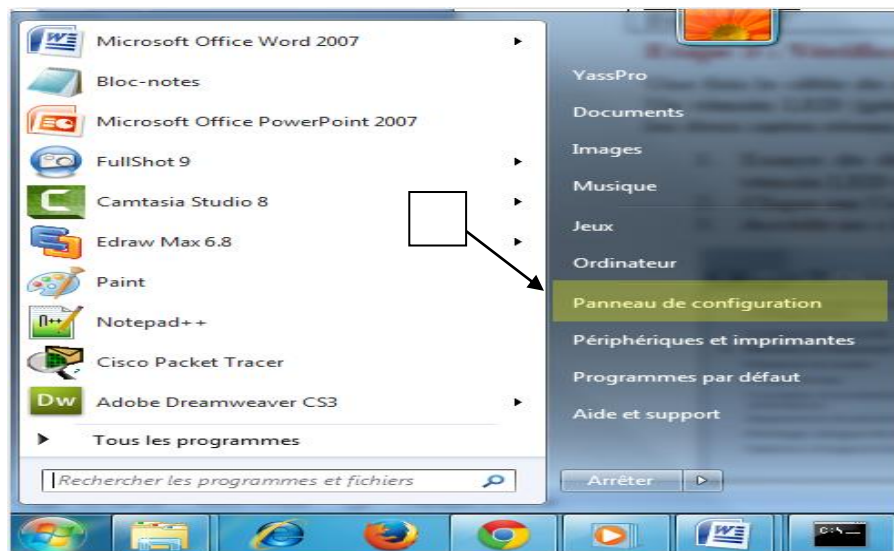 Microsoft Office Word 2007
Bloc-notes
Microsoft Office PowerPoint 2007
FullShot 9
Camtasia Studio 8
Edraw Max 6.8
Paint
Notepad++
Cisco Packet Tracer
Dw Adobe Dreamweaver CS3
Tous les programmes
Rechercher les programmes et fichiers
YassPro
Documents
Images
Musique
Jeux
Ordinateur
Panneau de configuration
Périphériques et imprimantes
Programmes par défaut
Aide et support
Arrêter
C:\